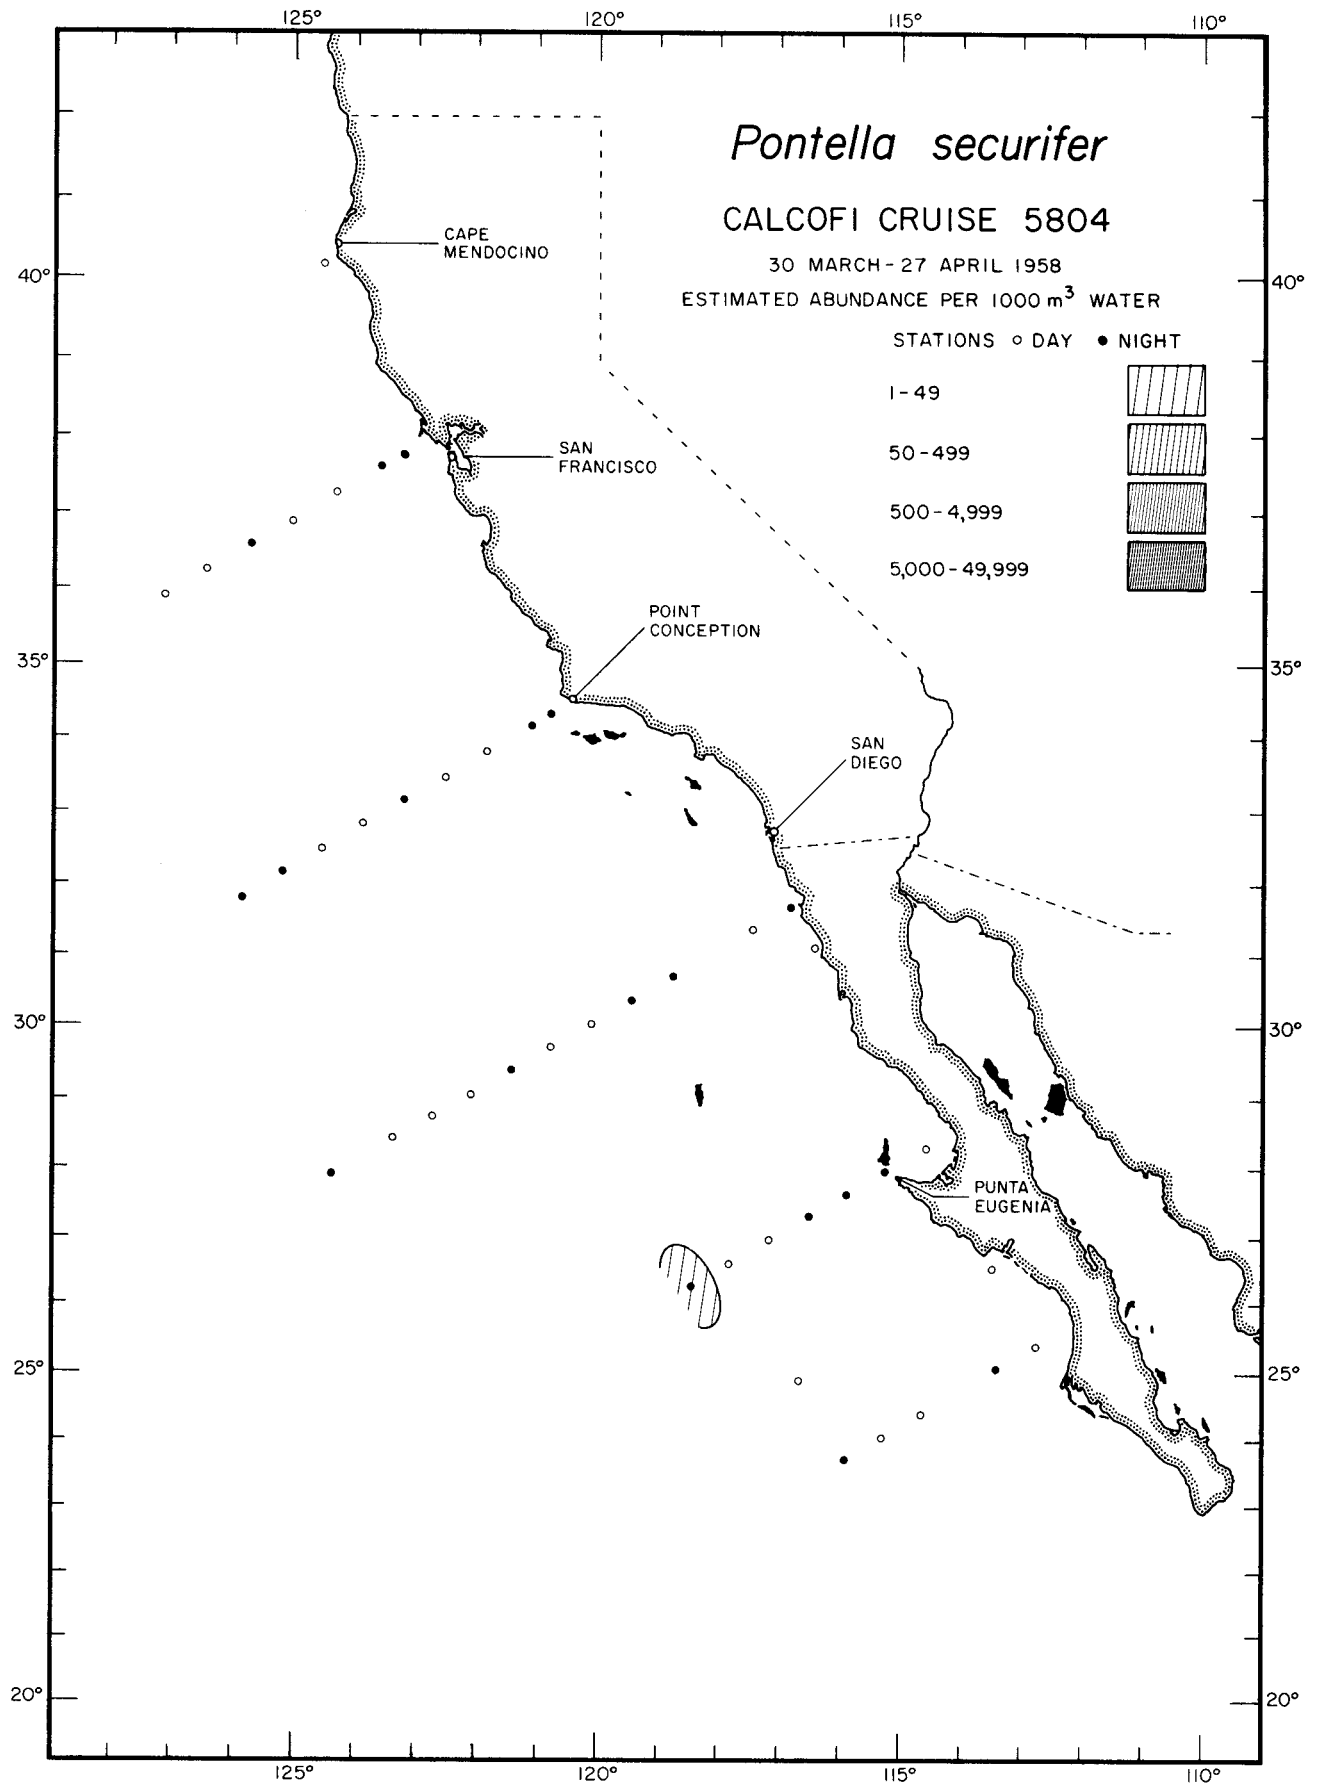 125° 120° 115° 110°
Pontella securifer
CALCOFI CRUISE 5804
30 MARCH-27 APRIL 1958
ESTIMATED ABUNDANCE PER 1000 m³ WATER
STATIONS ○ DAY ● NIGHT
1-49
50-499
500-4,999
5,000-49,999
CAPE
MENDOCINO
40° 40°
SAN
FRANCISCO
POINT
CONCEPTION
35° 35°
SAN
DIEGO
30° 30°
PUNTA
EUGENIA
25° 25°
20° 20°
125° 120° 115° 110°